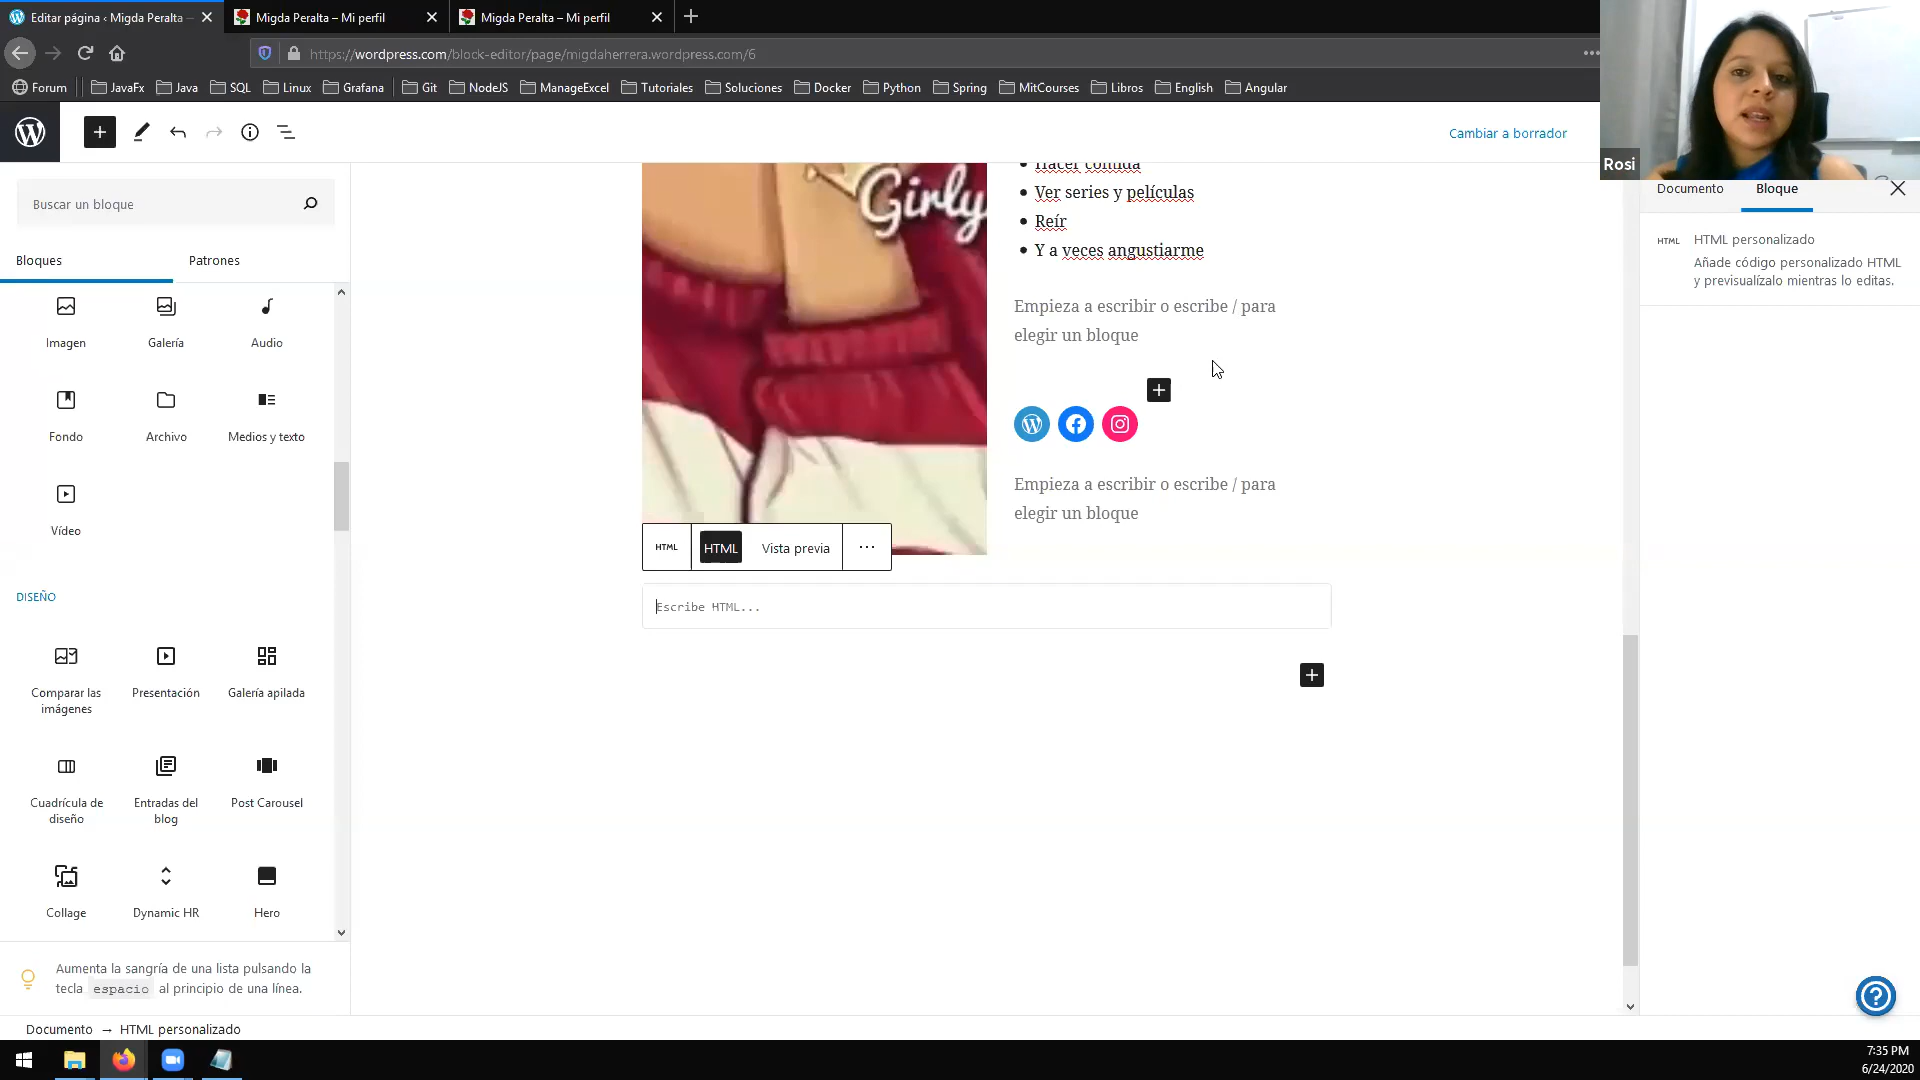 Editar página ‹ Migda Peralta —
Migda Peralta – Mi perfil
Migda Peralta – Mi perfil
https://wordpress.com/block-editor/page/migdaherrera.wordpress.com/6
Forum
JavaFx
Java
SQL
Linux
Grafana
Git
NodeJS
ManageExcel
Tutoriales
Soluciones
Docker
Python
Spring
MitCourses
Libros
English
Angular
Cambiar a borrador
Rosi
Buscar un bloque
Bloques
Patrones
Imagen
Galería
Audio
Fondo
Archivo
Medios y texto
Vídeo
DISEÑO
Comparar las
imágenes
Presentación
Galería apilada
Cuadrícula de
diseño
Entradas del
blog
Post Carousel
Collage
Dynamic HR
Hero
Aumenta la sangría de una lista pulsando la
tecla espacio al principio de una línea.
Girly
Hacer comida
Ver series y películas
Reír
Y a veces angustiarme
Empieza a escribir o escribe / para
elegir un bloque
Empieza a escribir o escribe / para
elegir un bloque
HTML
HTML
Vista previa
Escribe HTML...
Documento
Bloque
HTML
HTML personalizado
Añade código personalizado HTML
y previsualízalo mientras lo editas.
Documento → HTML personalizado
7:35 PM
6/24/2020